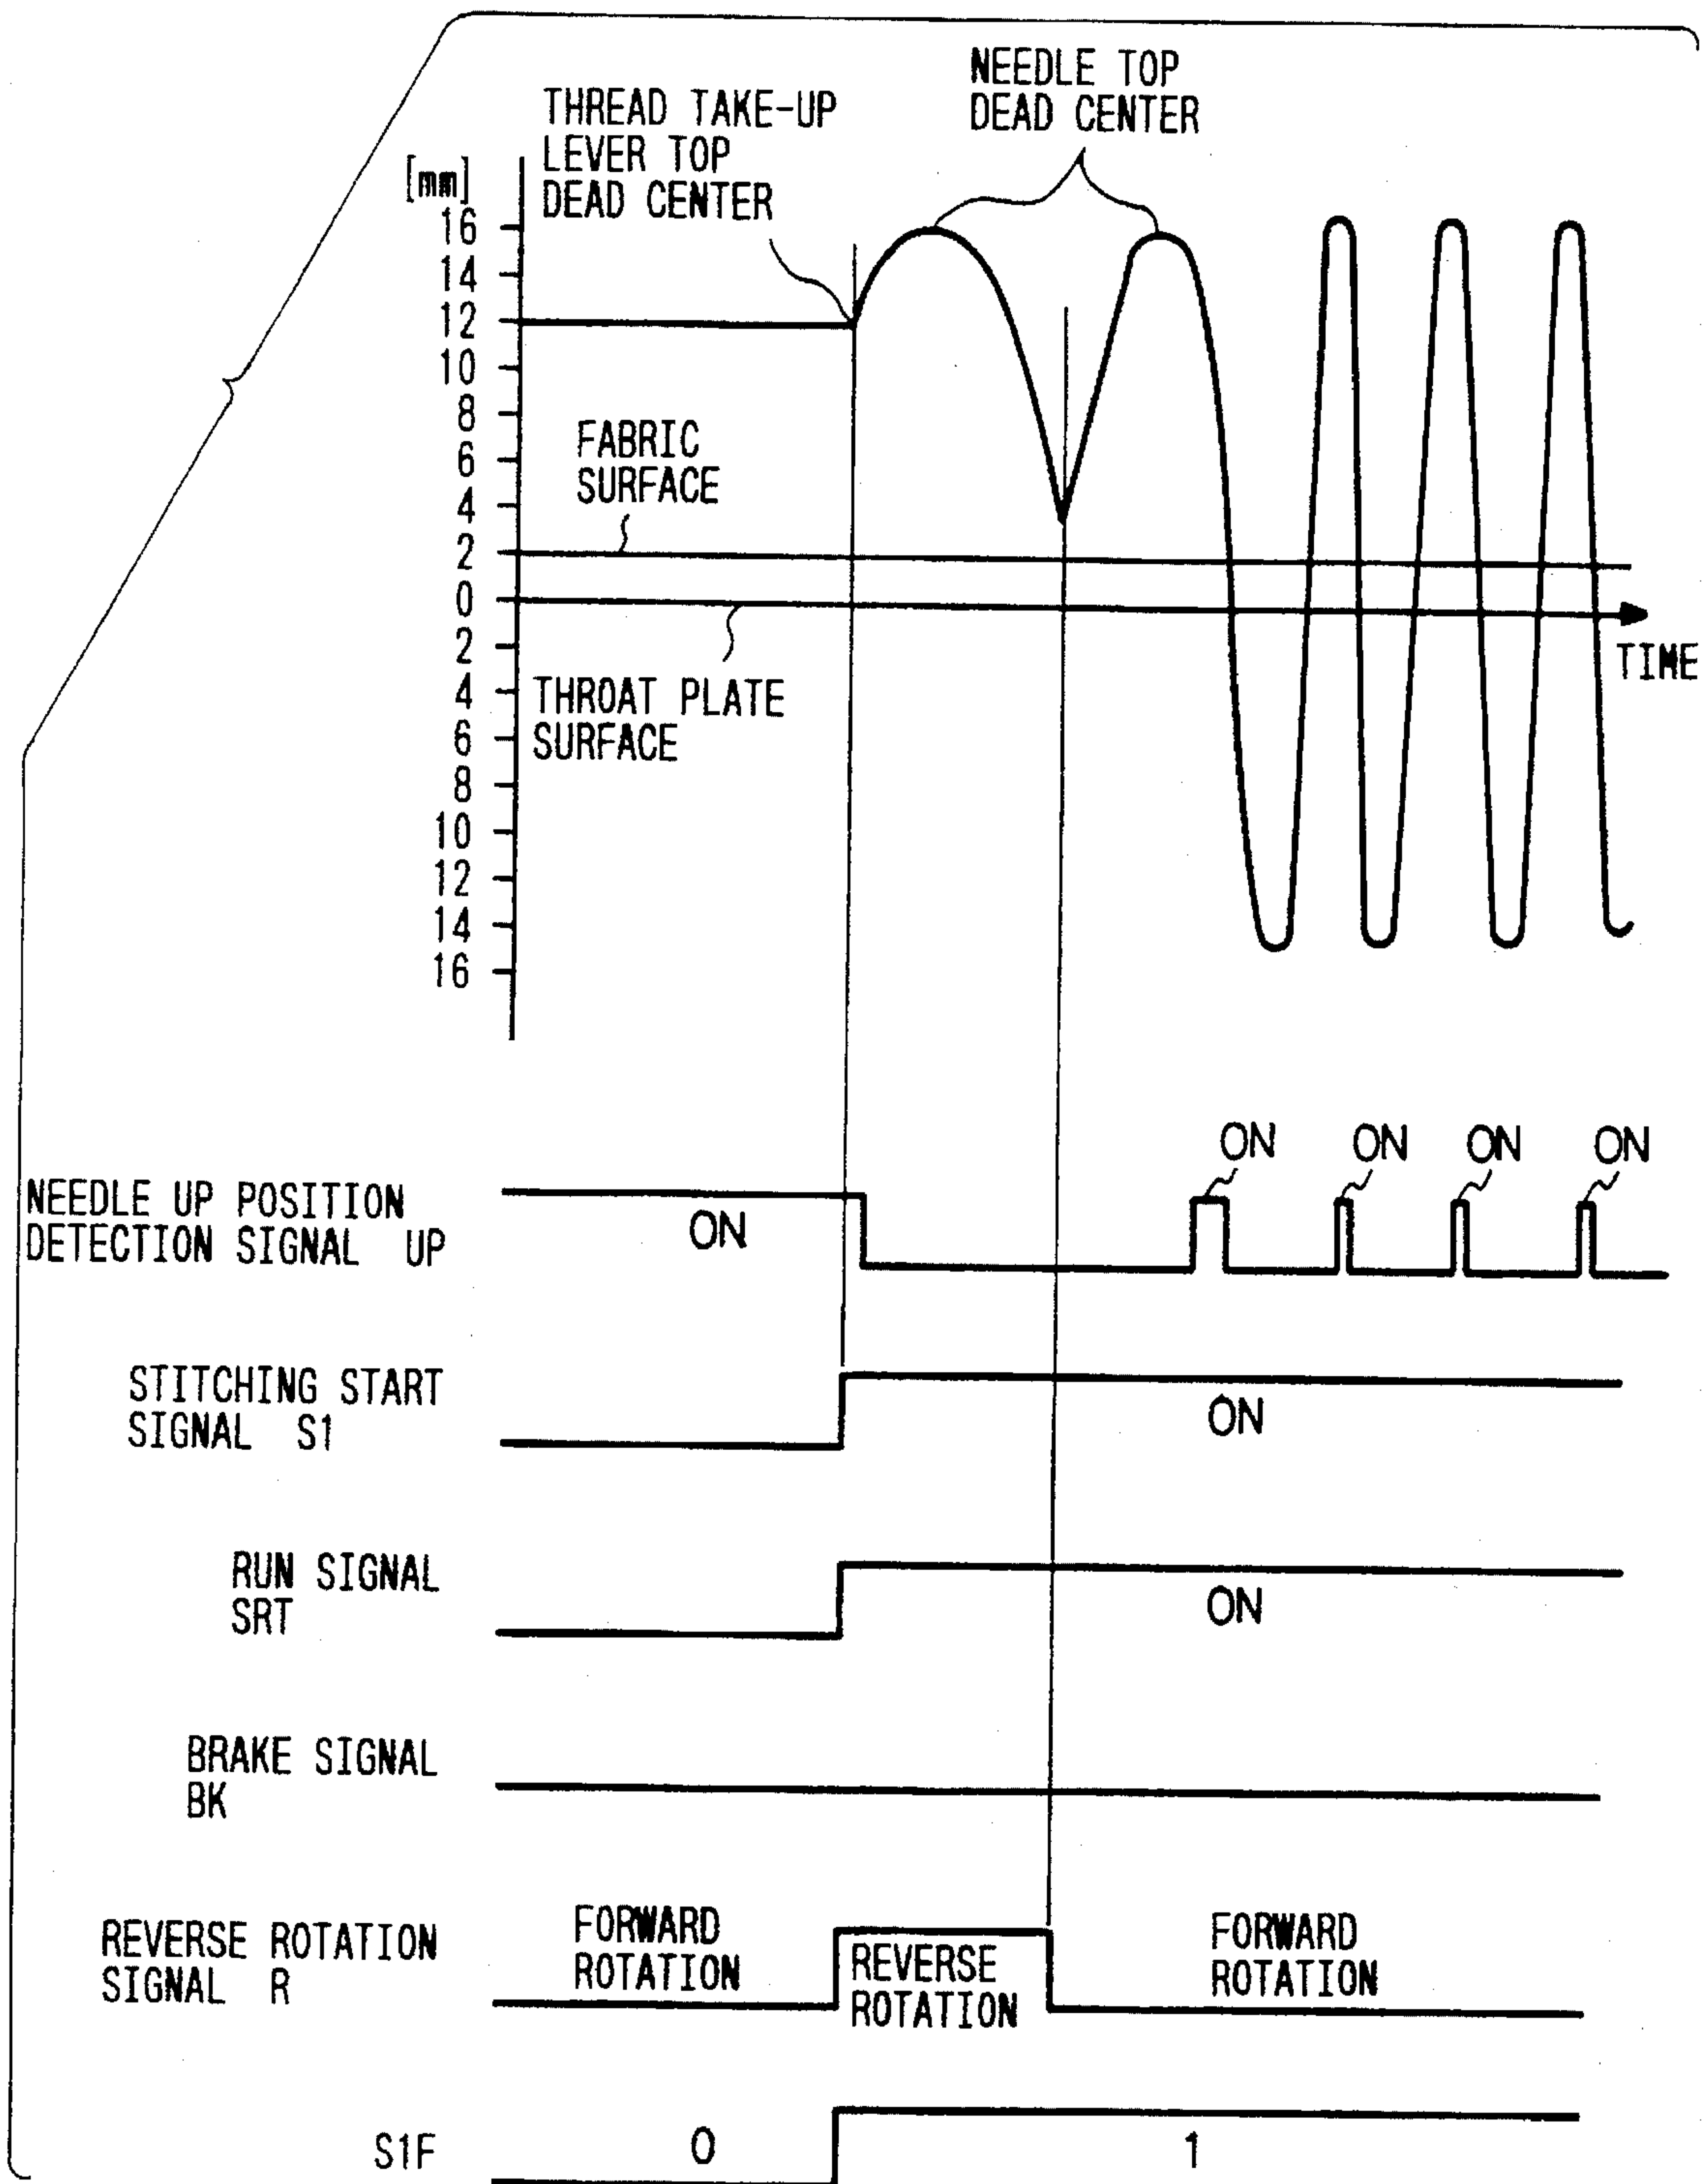 NEEDLE TOP
DEAD CENTER
THREAD TAKE-UP
LEVER TOP
DEAD CENTER
[mm]
16
14
12
10
8
6
4
2
0
2
4
6
8
10
12
14
16
FABRIC
SURFACE
THROAT PLATE
SURFACE
TIME
NEEDLE UP POSITION
DETECTION SIGNAL UP
ON
ON
ON
ON
ON
STITCHING START
SIGNAL S1
ON
RUN SIGNAL
SRT
ON
BRAKE SIGNAL
BK
REVERSE ROTATION
SIGNAL R
FORWARD
ROTATION
REVERSE
ROTATION
FORWARD
ROTATION
S1F
0
1